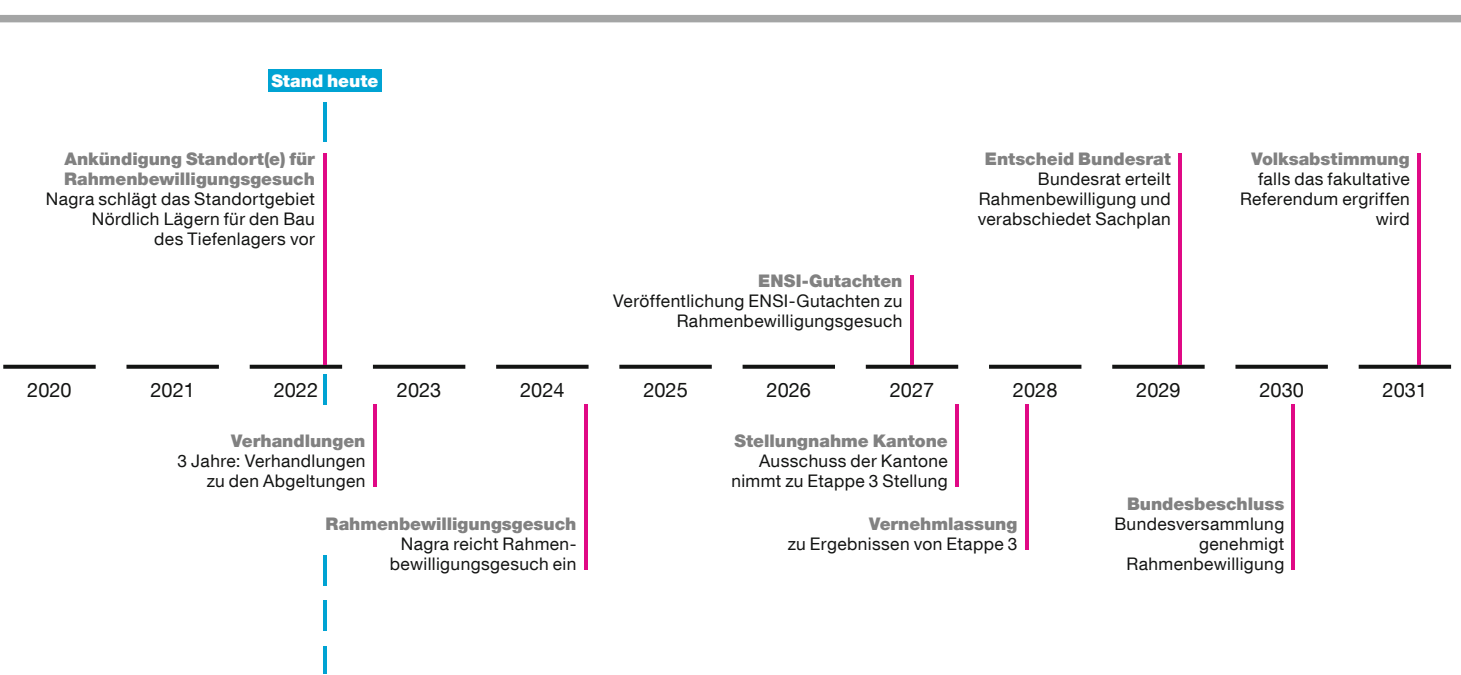 Stand heute
Ankündigung Standort(e) für
Rahmenbewilligungsgesuch
Nagra schlägt das Standortgebiet
Nördlich Lägern für den Bau
des Tiefenlagers vor
Entscheid Bundesrat
Bundesrat erteilt
Rahmenbewilligung und
verabschiedet Sachplan
Volksabstimmung
falls das fakultative
Referendum ergriffen
wird
ENSI-Gutachten
Veröffentlichung ENSI-Gutachten zu
Rahmenbewilligungsgesuch
2020 2021 2022 2023 2024 2025 2026 2027 2028 2029 2030 2031
Verhandlungen
3 Jahre: Verhandlungen
zu den Abgeltungen
Rahmenbewilligungsgesuch
Nagra reicht Rahmen-
bewilligungsgesuch ein
Stellungnahme Kantone
Ausschuss der Kantone
nimmt zu Etappe 3 Stellung
Vernehmlassung
zu Ergebnissen von Etappe 3
Bundesbeschluss
Bundesversammlung
genehmigt
Rahmenbewilligung